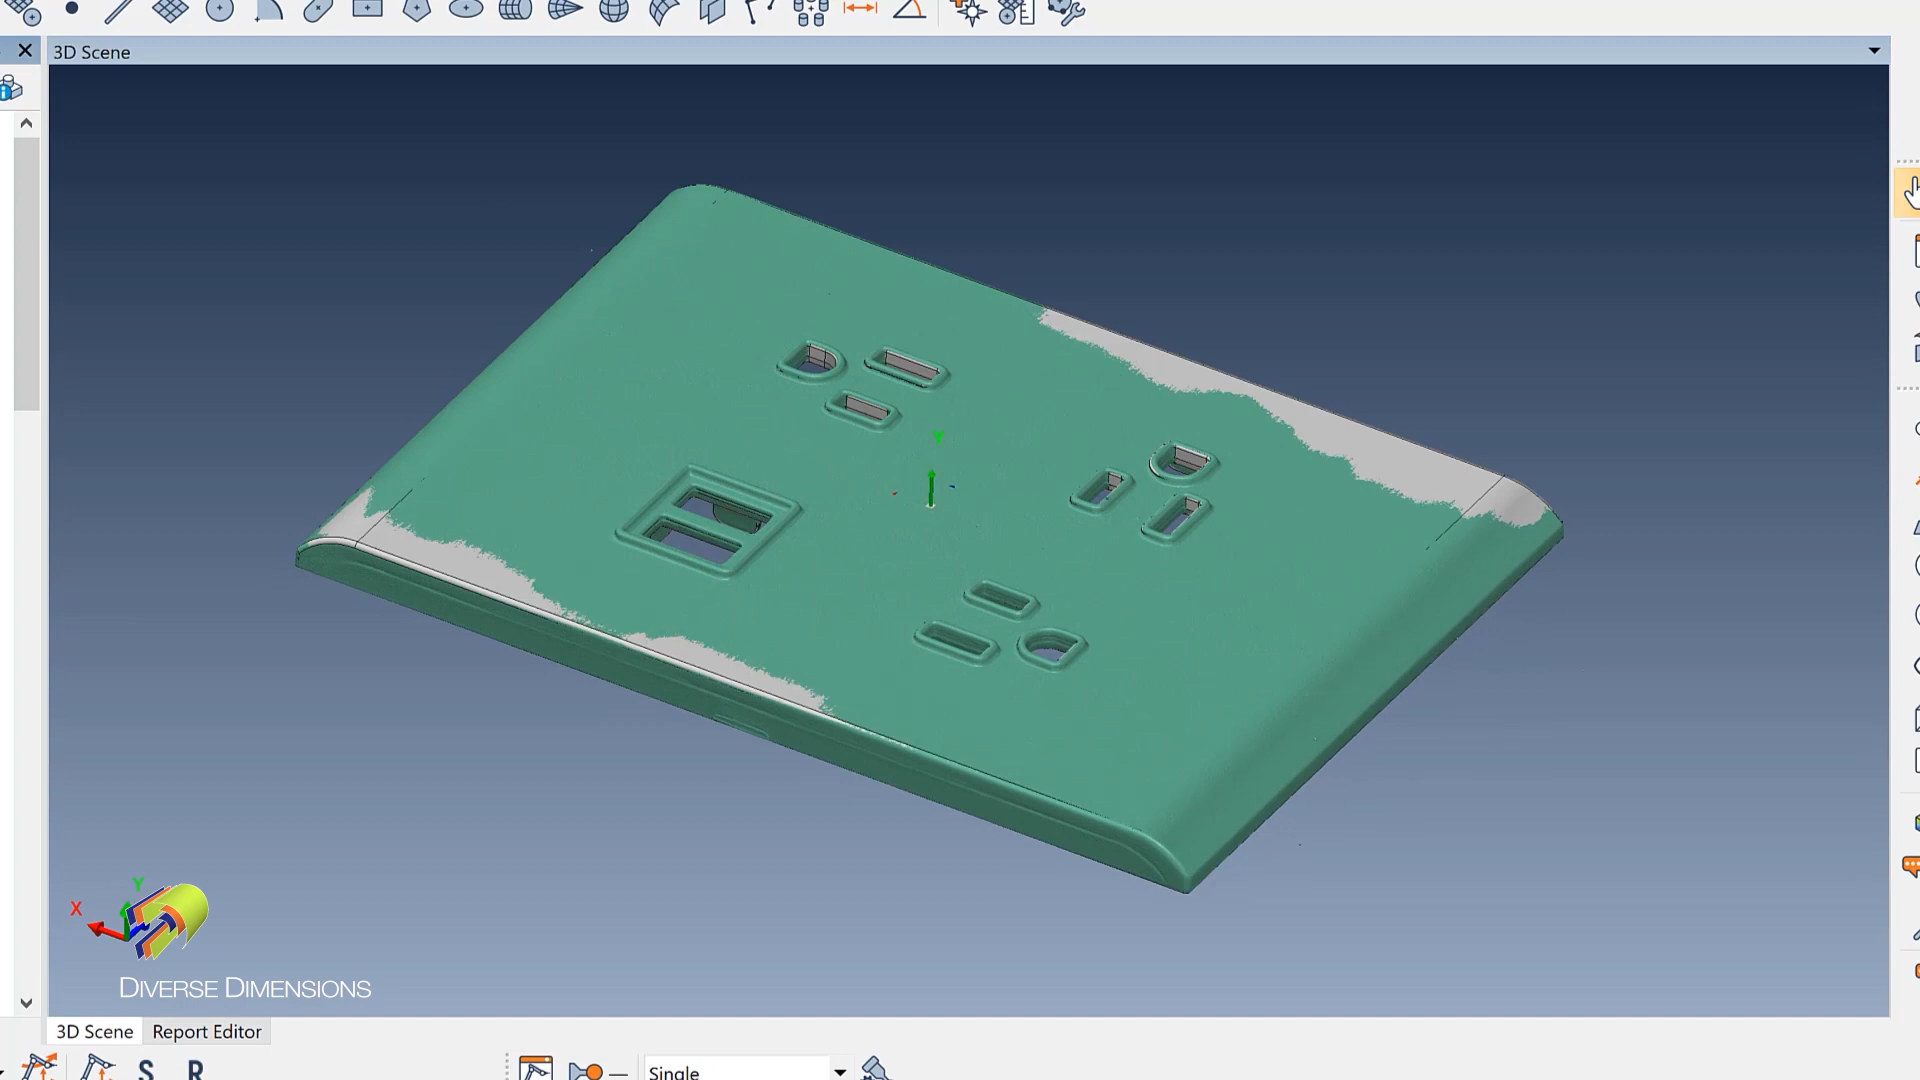 3D Scene
Y
Y
X
DIVERSE DIMENSIONS
3D Scene
Report Editor
S
R
Single